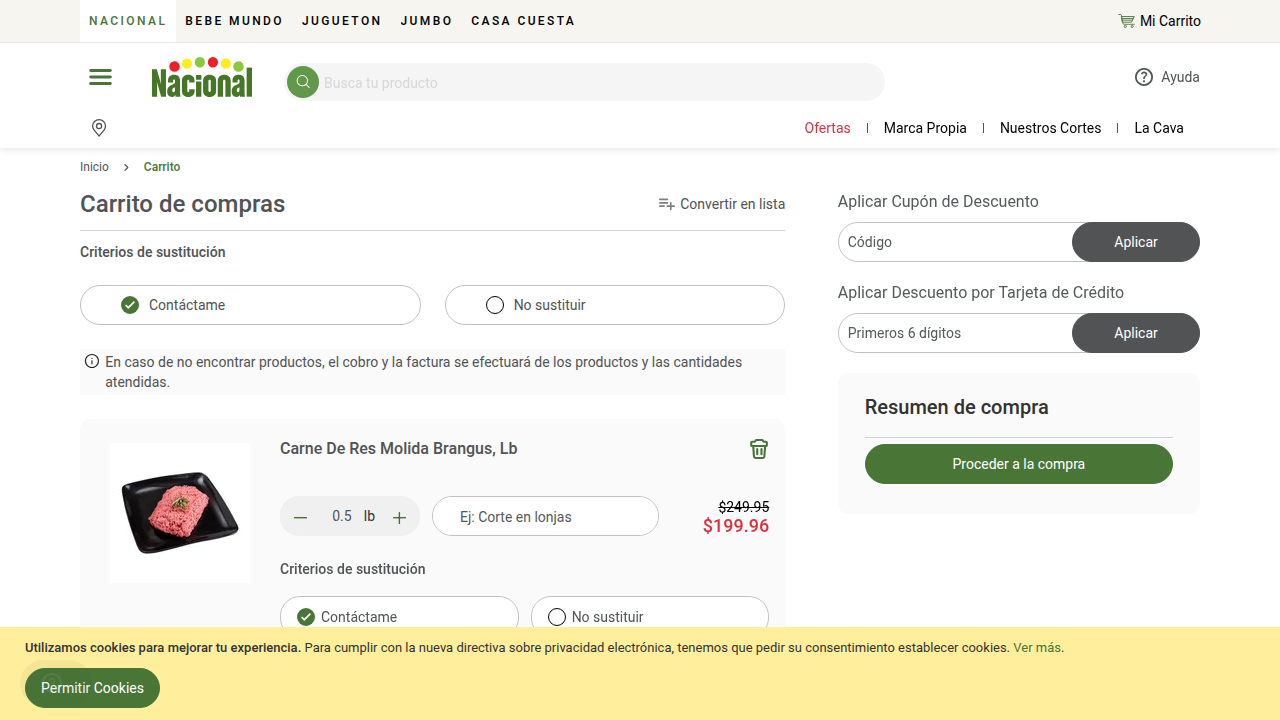 NACIONAL BEBE MUNDO JUGUETON JUMBO CASA CUESTA Mi Carrito
Nacional Busca tu producto Ayuda
Ofertas Marca Propia Nuestros Cortes La Cava
Inicio Carrito
Carrito de compras Convertir en lista
Criterios de sustitución
Contáctame No sustituir
En caso de no encontrar productos, el cobro y la factura se efectuará de los productos y las cantidades
atendidas.
Carne De Res Molida Brangus, Lb
0.5 lb Ej: Corte en lonjas $249.95
$199.96
Criterios de sustitución
Contáctame No sustituir
Aplicar Cupón de Descuento
Código Aplicar
Aplicar Descuento por Tarjeta de Crédito
Primeros 6 dígitos Aplicar
Resumen de compra
Proceder a la compra
Utilizamos cookies para mejorar tu experiencia. Para cumplir con la nueva directiva sobre privacidad electrónica, tenemos que pedir su consentimiento establecer cookies. Ver más.
Permitir Cookies